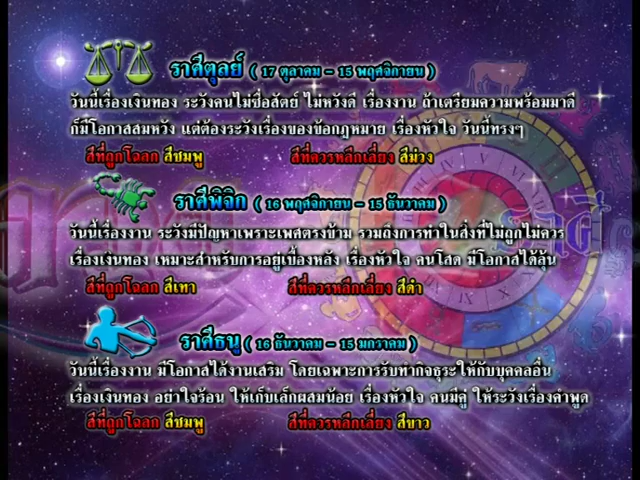 ราศีตุลย์ ( 17 ตุลาคม - 15 พฤศจิกายน )
วันนี้เรื่องเงินทอง ระวังคนไม่ซื่อสัตย์ ไม่หวังดี เรื่องงาน ถ้าเตรียมความพร้อมมาดี
ก็มีโอกาสสมหวัง แต่ต้องระวังเรื่องของข้อกฎหมาย เรื่องหัวใจ วันนี้ทรงๆ
สีที่ถูกโฉลก สีชมพู สีที่ควรหลีกเลี่ยง สีม่วง
ราศีพิจิก ( 16 พฤศจิกายน - 15 ธันวาคม )
วันนี้เรื่องงาน ระวังมีปัญหาเพราะเพศตรงข้าม รวมถึงการทำในสิ่งที่ไม่ถูกไม่ควร
เรื่องเงินทอง เหมาะสำหรับการอยู่เบื้องหลัง เรื่องหัวใจ คนโสด มีโอกาสได้ลุ้น
สีที่ถูกโฉลก สีเทา สีที่ควรหลีกเลี่ยง สีดำ
ราศีธนู ( 16 ธันวาคม - 15 มกราคม )
วันนี้เรื่องงาน มีโอกาสได้งานเสริม โดยเฉพาะการรับทำกิจธุระให้กับบุคคลอื่น
เรื่องเงินทอง อย่าใจร้อน ให้เก็บเล็กผสมน้อย เรื่องหัวใจ คนมีคู่ ให้ระวังเรื่องคำพูด
สีที่ถูกโฉลก สีชมพู สีที่ควรหลีกเลี่ยง สีขาว